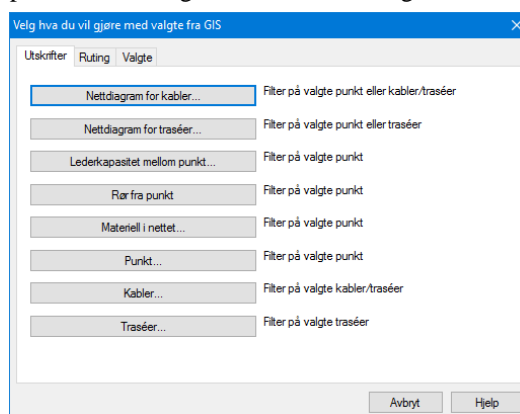 Velg hva du vil gjøre med valgte fra GIS
Utskrifter Ruting Valgte
Nettdiagram for kabler... Filter på valgte punkt eller kabler/traséer
Nettdiagram for traséer... Filter på valgte punkt eller traséer
Lederkapasitet mellom punkt... Filter på valgte punkt
Rør fra punkt Filter på valgte punkt
Materiell i nettet... Filter på valgte punkt
Punkt... Filter på valgte punkt
Kabler... Filter på valgte kabler/traséer
Traséer... Filter på valgte traséer
Avbryt Hjelp